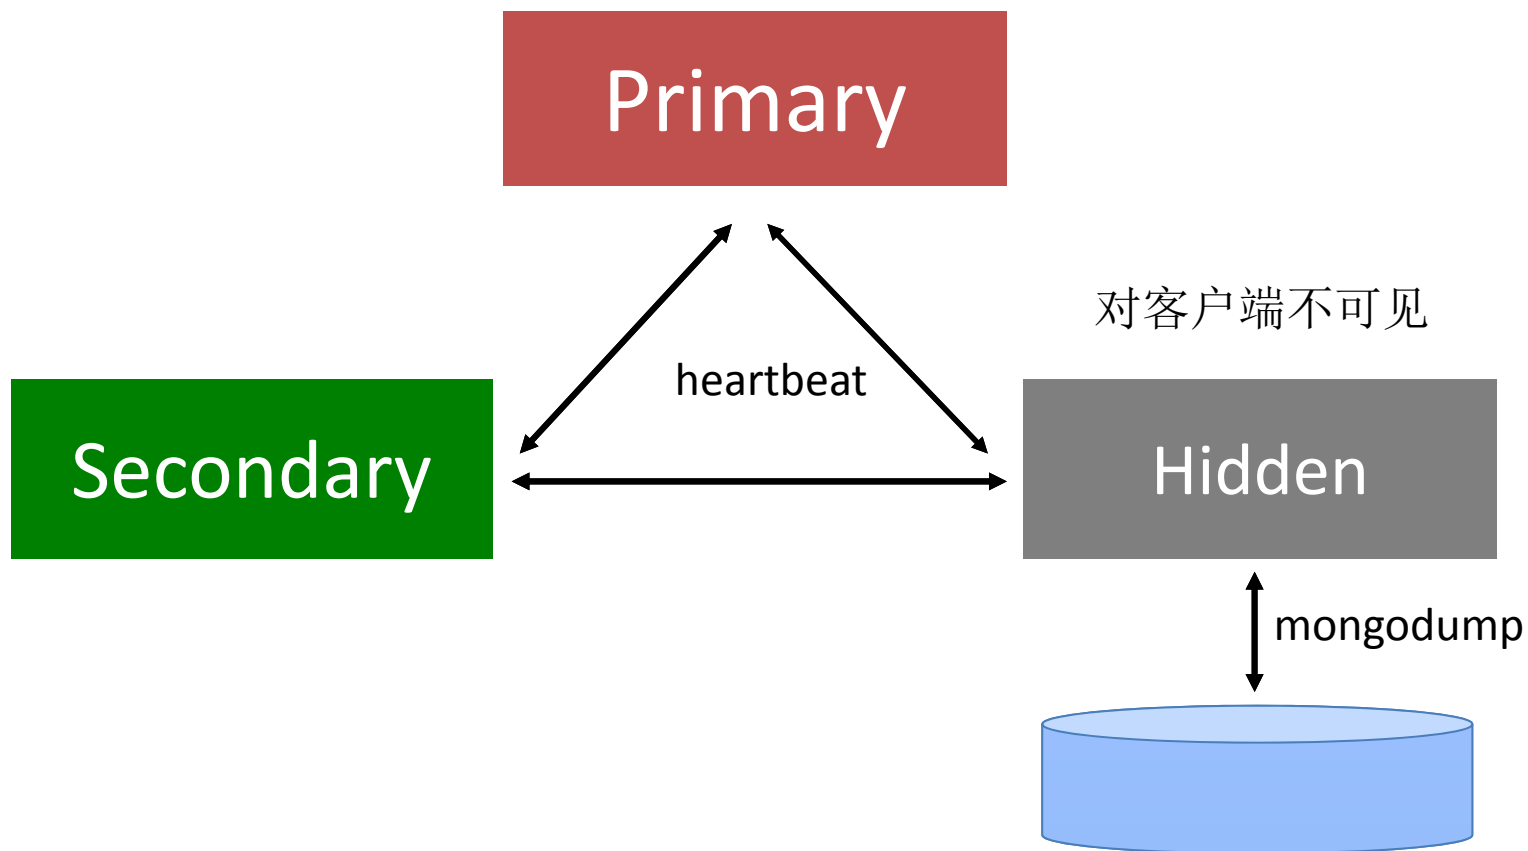 Primary
对客户端不可见
heartbeat
Secondary
Hidden
mongodump